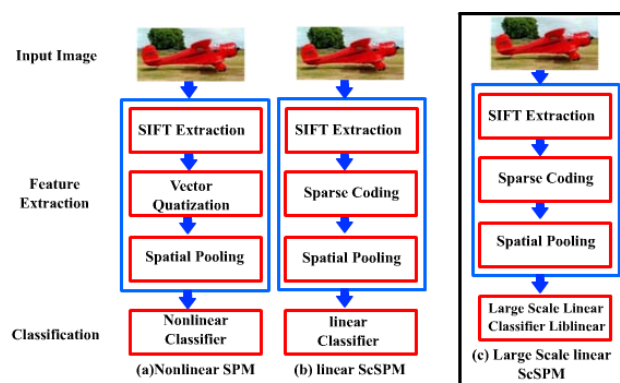 Input Image
SIFT Extraction
SIFT Extraction
SIFT Extraction
Feature
Extraction
Vector
Quatization
Sparse Coding
Sparse Coding
Spatial Pooling
Spatial Pooling
Spatial Pooling
Classification
Nonlinear
Classifier
linear
Classifier
Large Scale Linear
Classifier Liblinear
(a)Nonlinear SPM
(b) linear ScSPM
(c) Large Scale linear
ScSPM